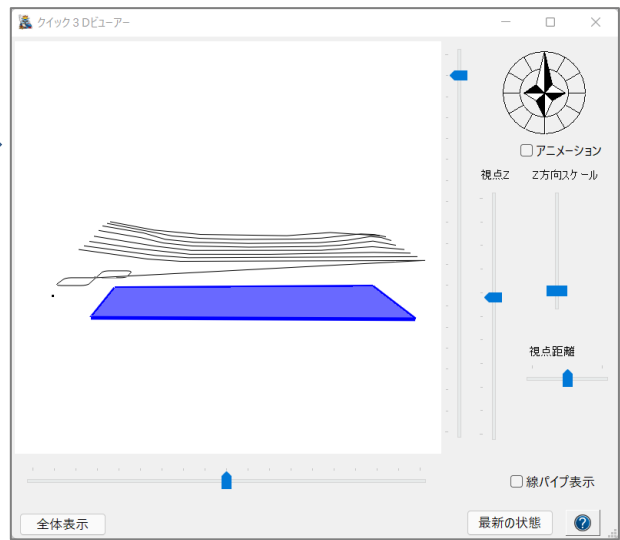 クイック３Dビューアー
アニメーション
視点Z
Z方向スケール
視点距離
線パイプ表示
全体表示
最新の状態
?